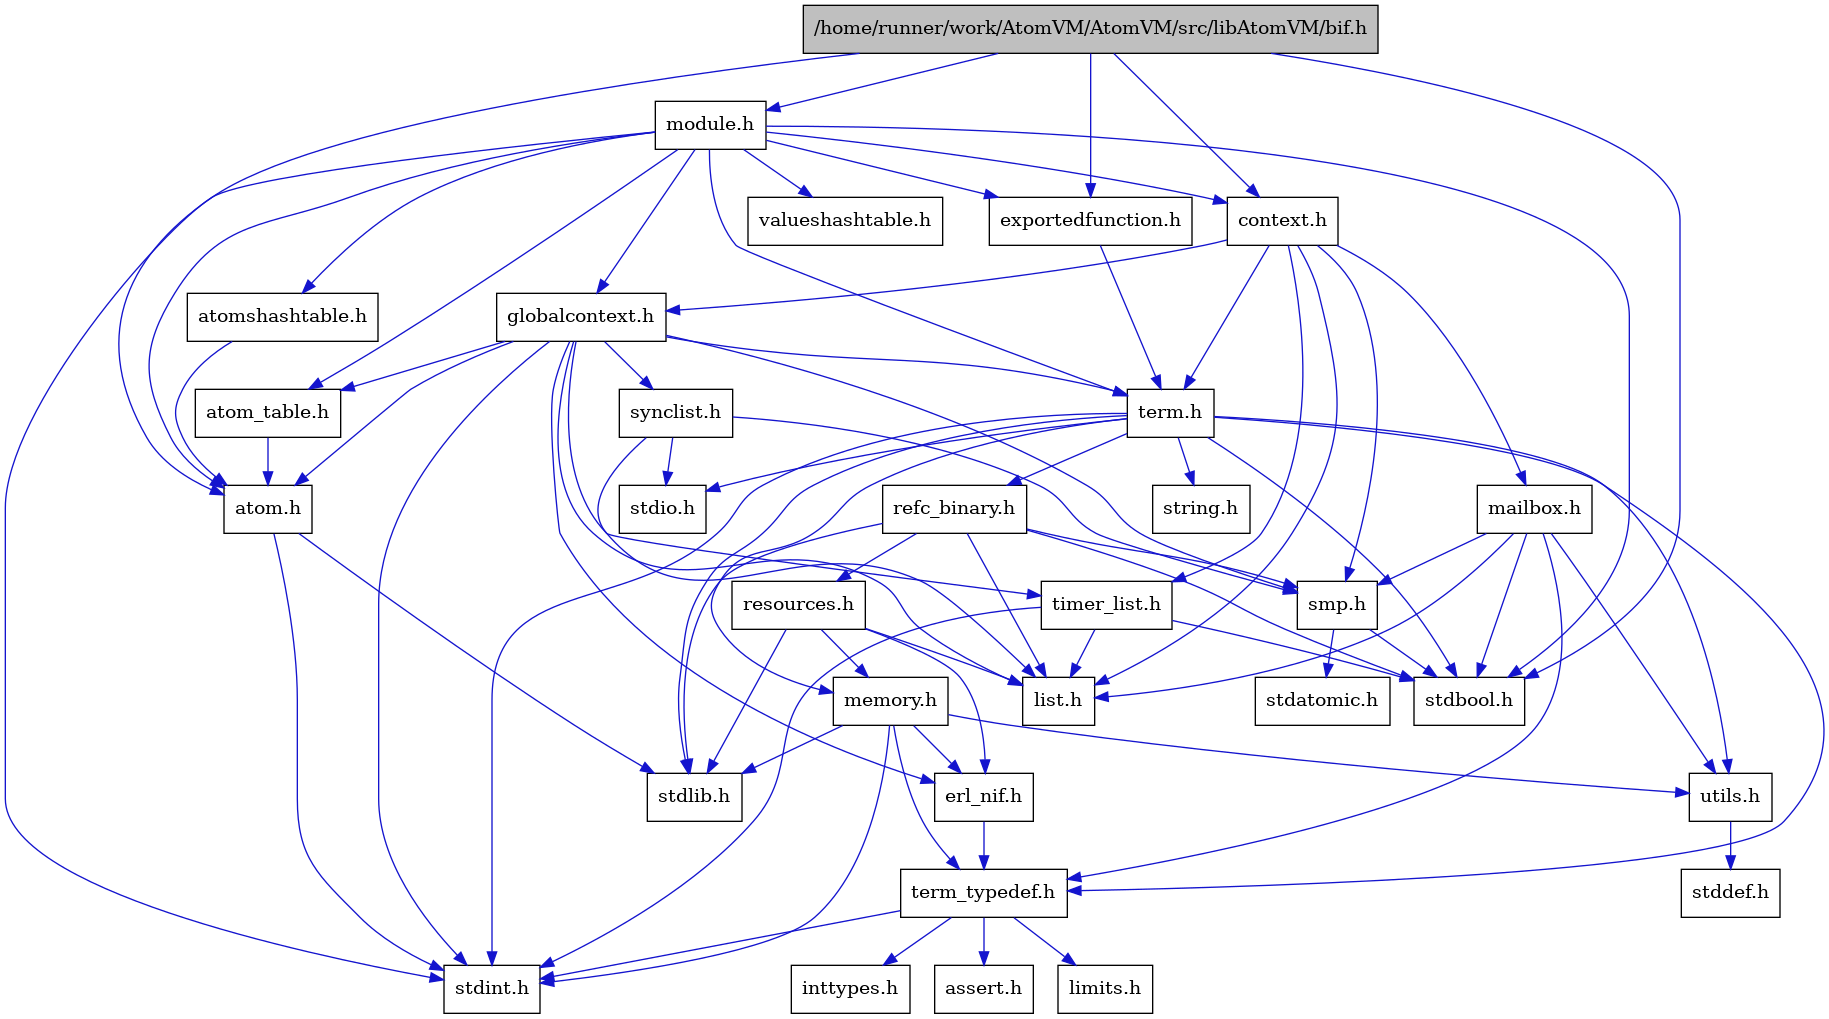 /home/runner/work/AtomVM/AtomVM/src/libAtomVM/bif.h
module.h
valueshashtable.h
exportedfunction.h
context.h
atomshashtable.h
globalcontext.h
atom_table.h
synclist.h
term.h
atom.h
stdio.h
refc_binary.h
string.h
mailbox.h
resources.h
timer_list.h
smp.h
memory.h
list.h
stdatomic.h
stdbool.h
stdlib.h
erl_nif.h
utils.h
term_typedef.h
stddef.h
stdint.h
inttypes.h
assert.h
limits.h